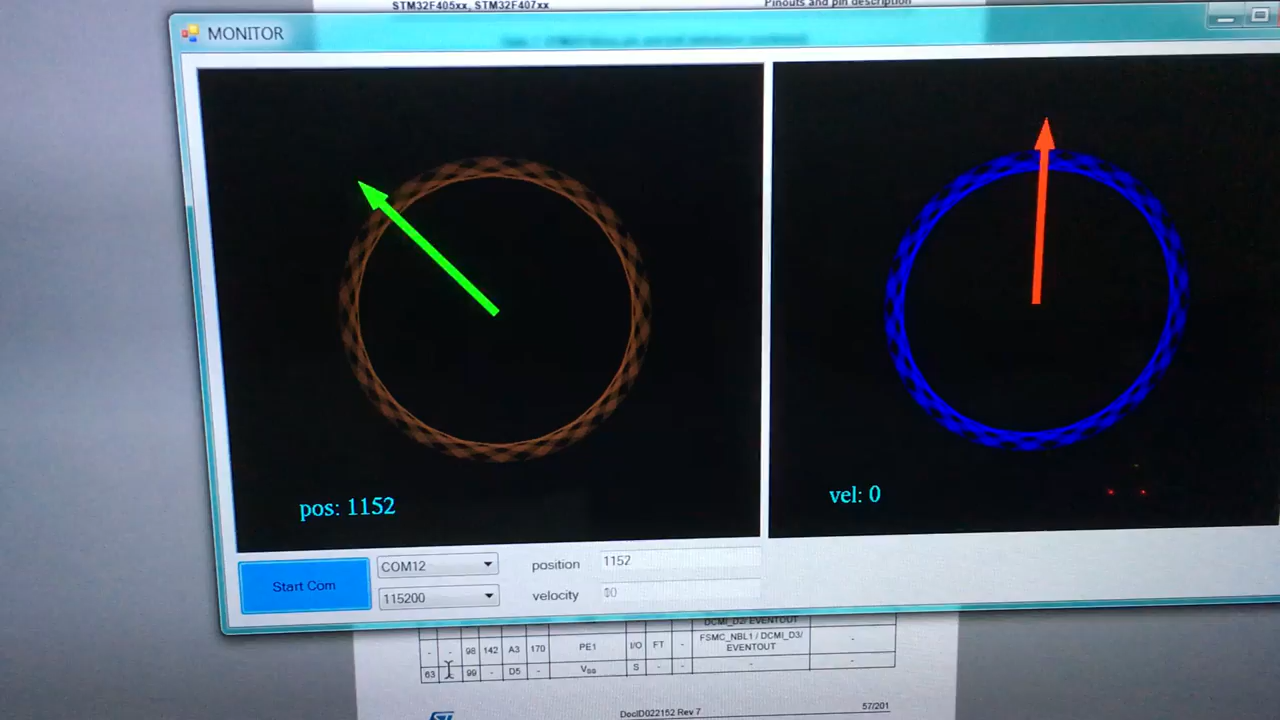 STM32F405xx, STM32F407xx
Pinouts and pin description
MONITOR
pos: 1152
vel: 0
Start Com
COM12
115200
position
1152
velocity
DCMI_D2/ EVENTOUT
- - 98 142 A3 170 PE1 I/O FT - FSMC_NBL1 / DCMI_D3/ -
EVENTOUT
63 99 - D5 - VSS S - - - -
DocID022152 Rev 7
57/201